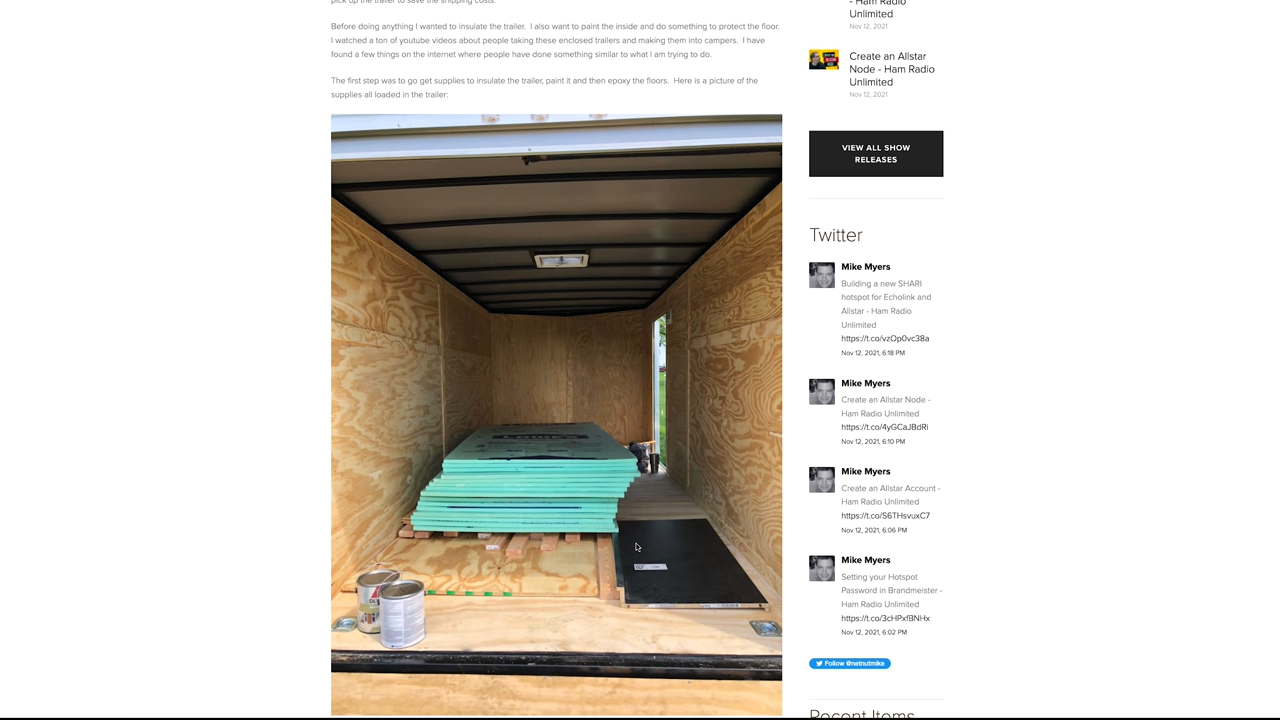 pick up the trailer to save the shipping costs.
Before doing anything I wanted to insulate the trailer.  I also want to paint the inside and do something to protect the floor.
I watched a ton of youtube videos about people taking these enclosed trailers and making them into campers.  I have
found a few things on the internet where people have done something similar to what I am trying to do.
The first step was to go get supplies to insulate the trailer, paint it and then epoxy the floors.  Here is a picture of the
supplies all loaded in the trailer:
- Ham Radio
Unlimited
Nov 12, 2021
Create an Allstar
Node - Ham Radio
Unlimited
Nov 12, 2021
VIEW ALL SHOW
RELEASES
Twitter
Mike Myers
Building a new SHARI
hotspot for Echolink and
Allstar - Ham Radio
Unlimited
https://t.co/vzOp0vc38a
Nov 12, 2021, 6:18 PM
Mike Myers
Create an Allstar Node -
Ham Radio Unlimited
https://t.co/4yGCaJBdRi
Nov 12, 2021, 6:10 PM
Mike Myers
Create an Allstar Account -
Ham Radio Unlimited
https://t.co/S6THsvuxC7
Nov 12, 2021, 6:06 PM
Mike Myers
Setting your Hotspot
Password in Brandmeister -
Ham Radio Unlimited
https://t.co/3cHPxfBNHx
Nov 12, 2021, 6:02 PM
Follow @netnutmike
Recent Items